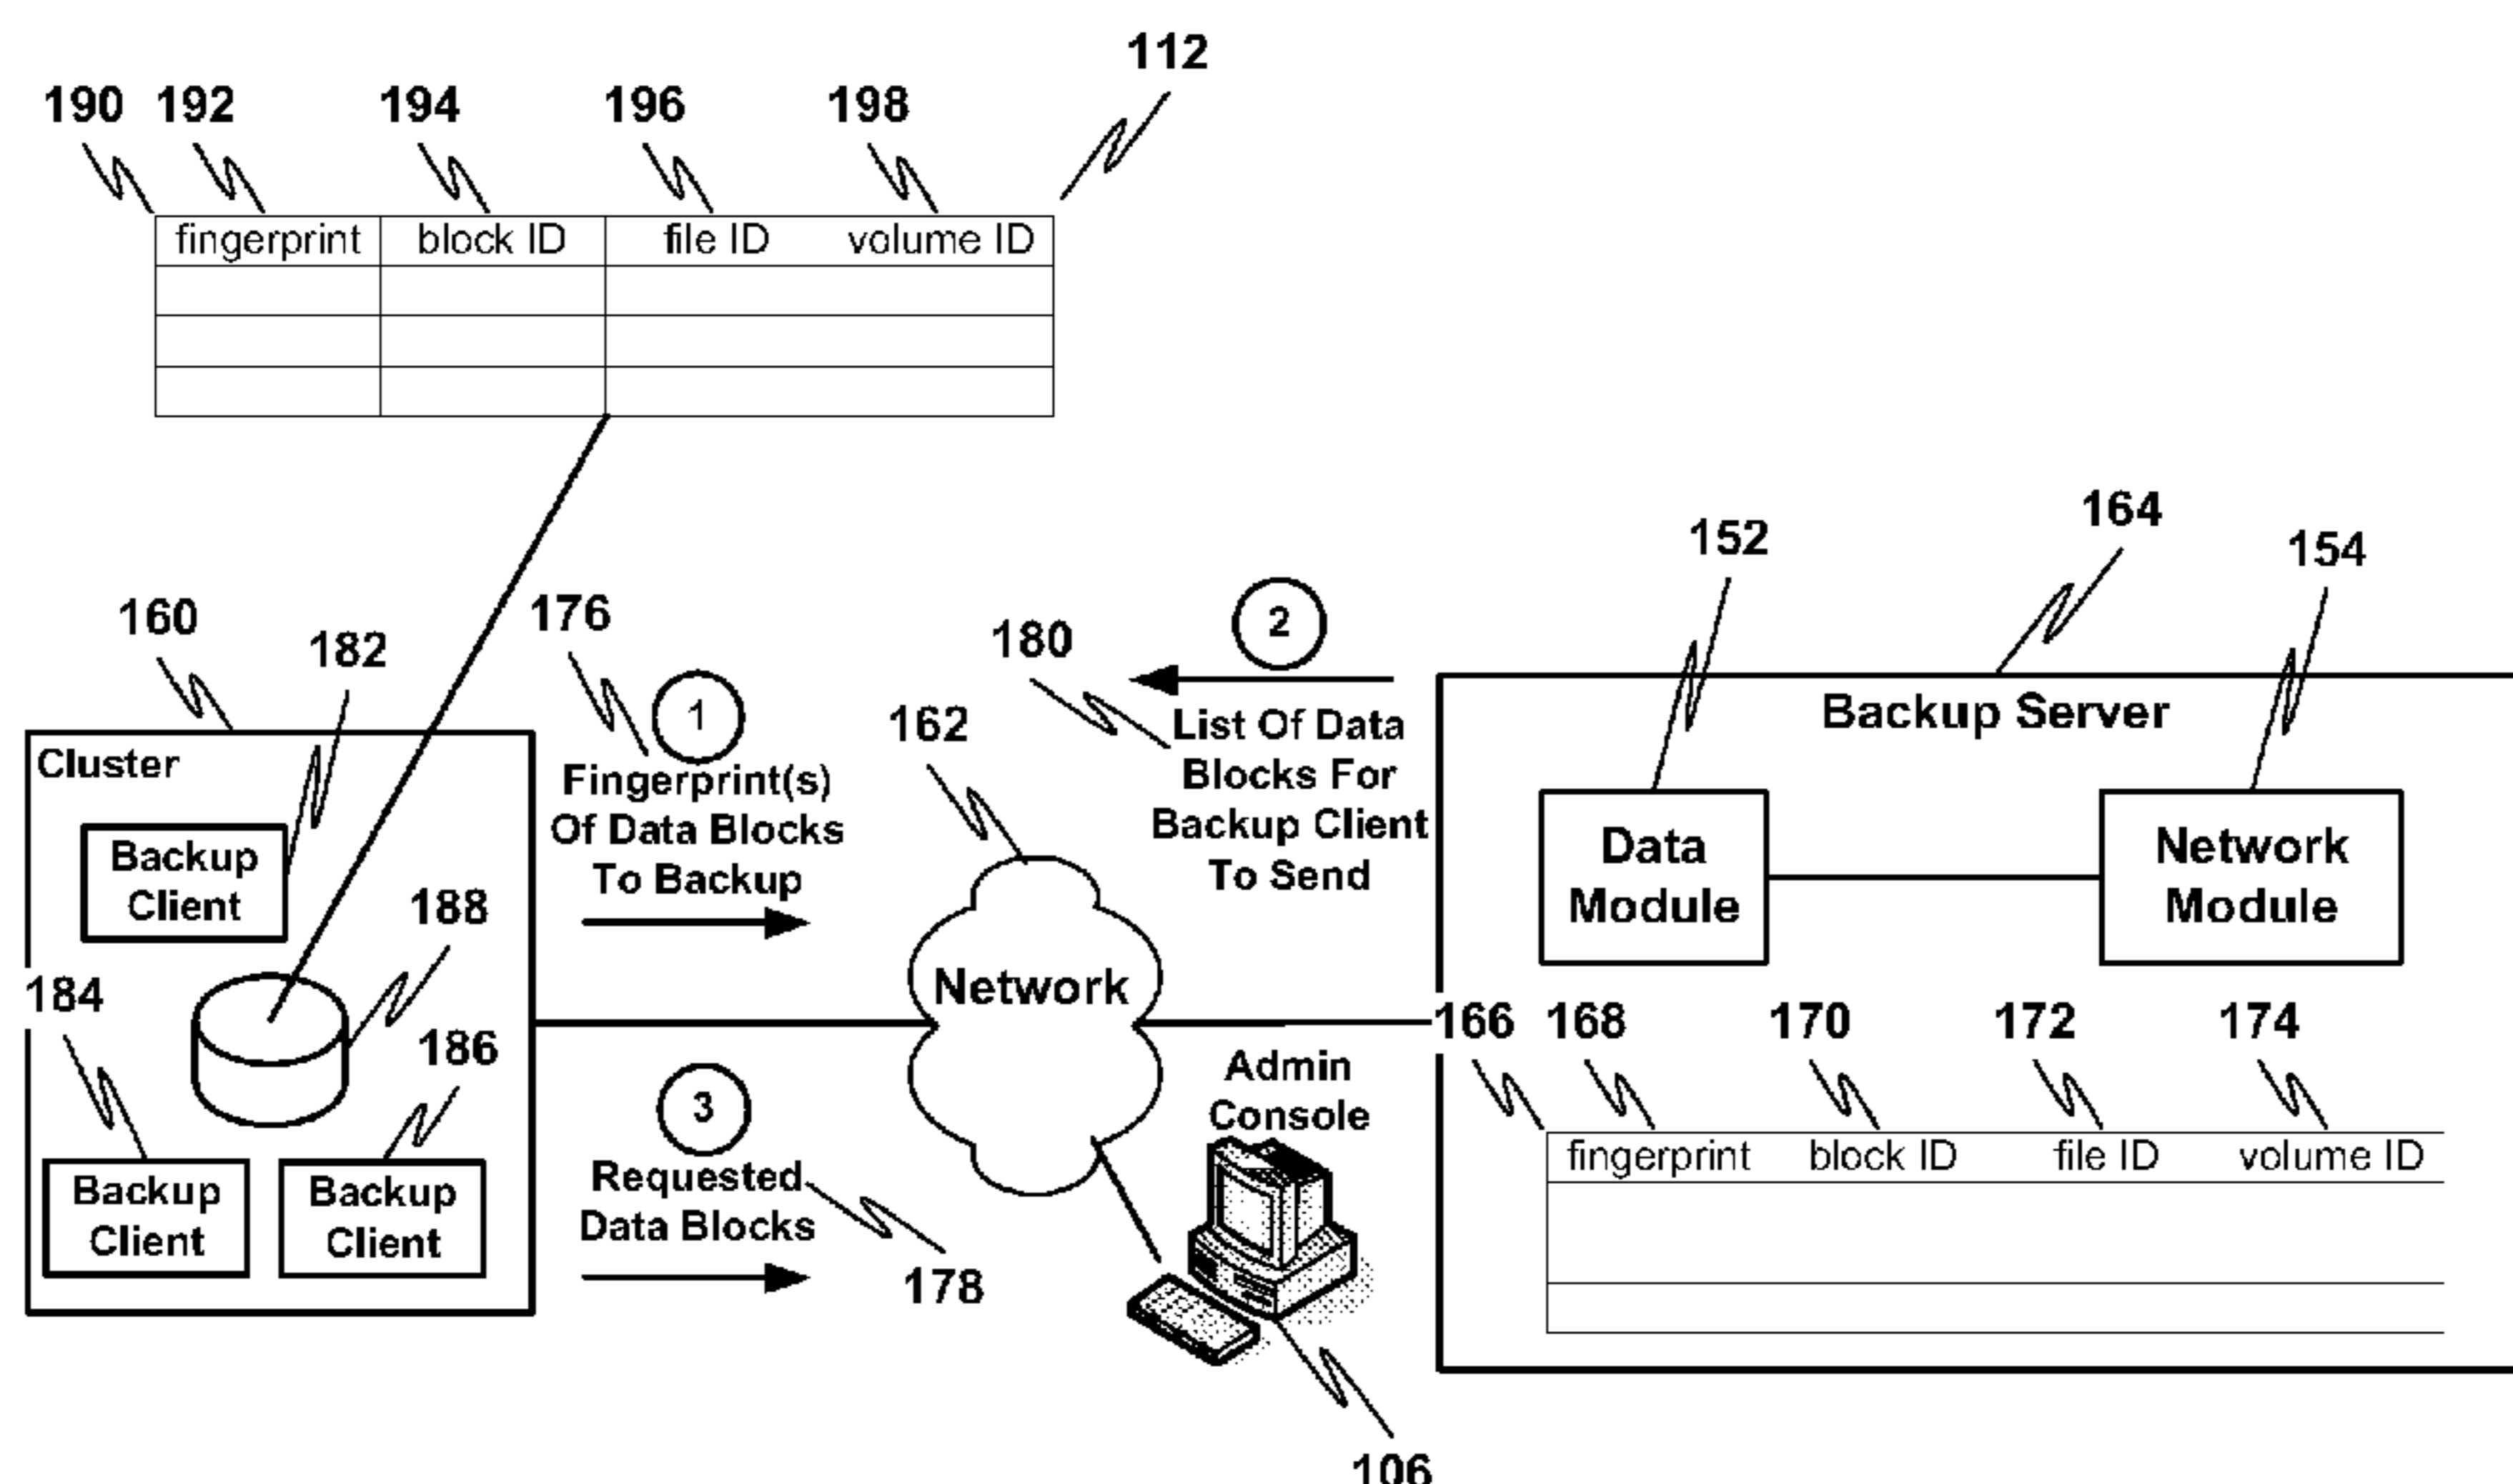 112
190 192 194 196 198
fingerprint block ID file ID volume ID
164
152
154
160
176
2
180
182
1
162
List Of Data
Blocks For
Backup Client
To Send
Backup Server
Cluster
Fingerprint(s)
Of Data Blocks
To Backup
Backup
Client
Data
Module
Network
Module
188
184
Network
186
166 168 170 172 174
Admin
Console
3
Requested
Data Blocks
fingerprint block ID file ID volume ID
Backup
Client
Backup
Client
178
106